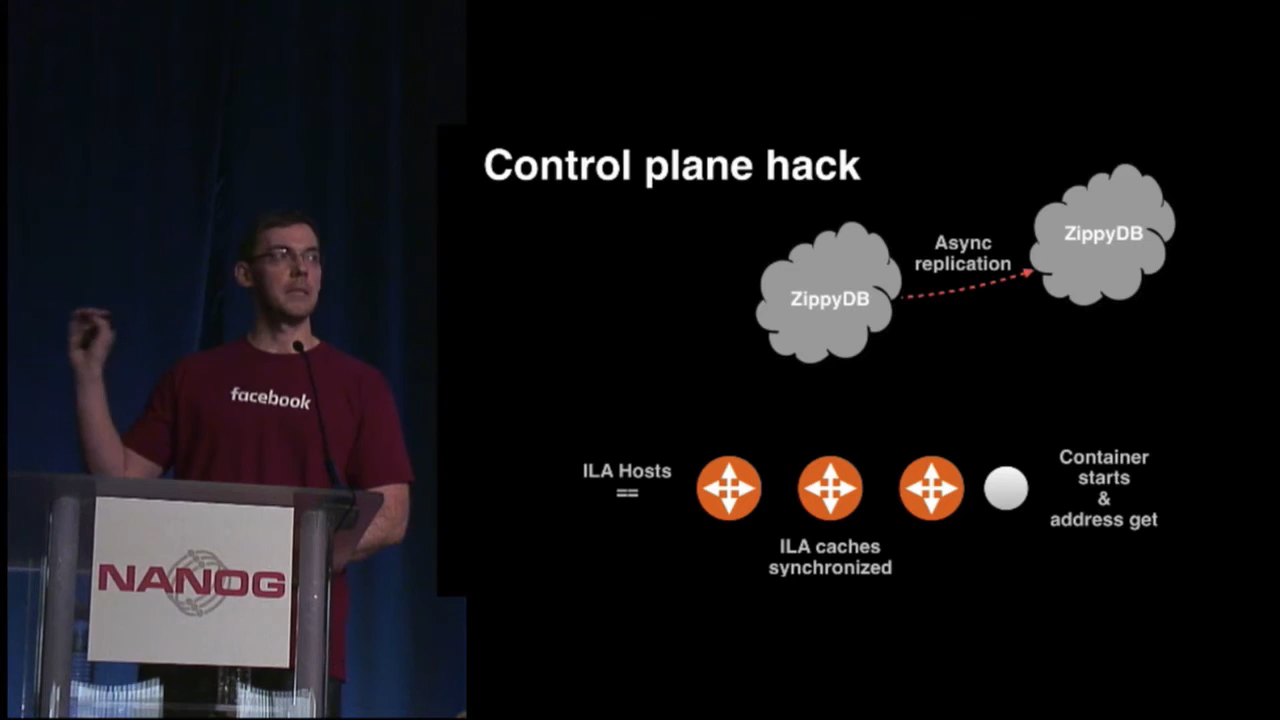 Control plane hack
ZippyDB
Async
replication
ZippyDB
ILA Hosts
==
ILA caches
synchronized
Container
starts
&
address get
facebook
NANOG